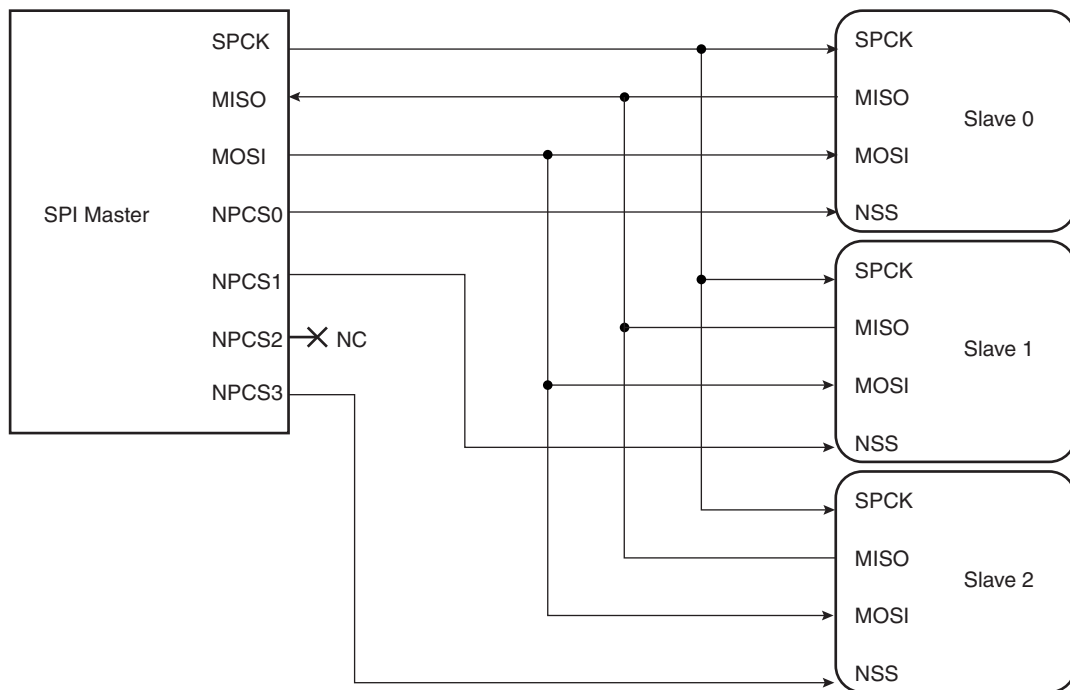 SPI Master
SPCK
MISO
MOSI
NPCS0
NPCS1
NPCS2
NC
NPCS3
SPCK
MISO
Slave 0
MOSI
NSS
SPCK
MISO
Slave 1
MOSI
NSS
SPCK
MISO
Slave 2
MOSI
NSS